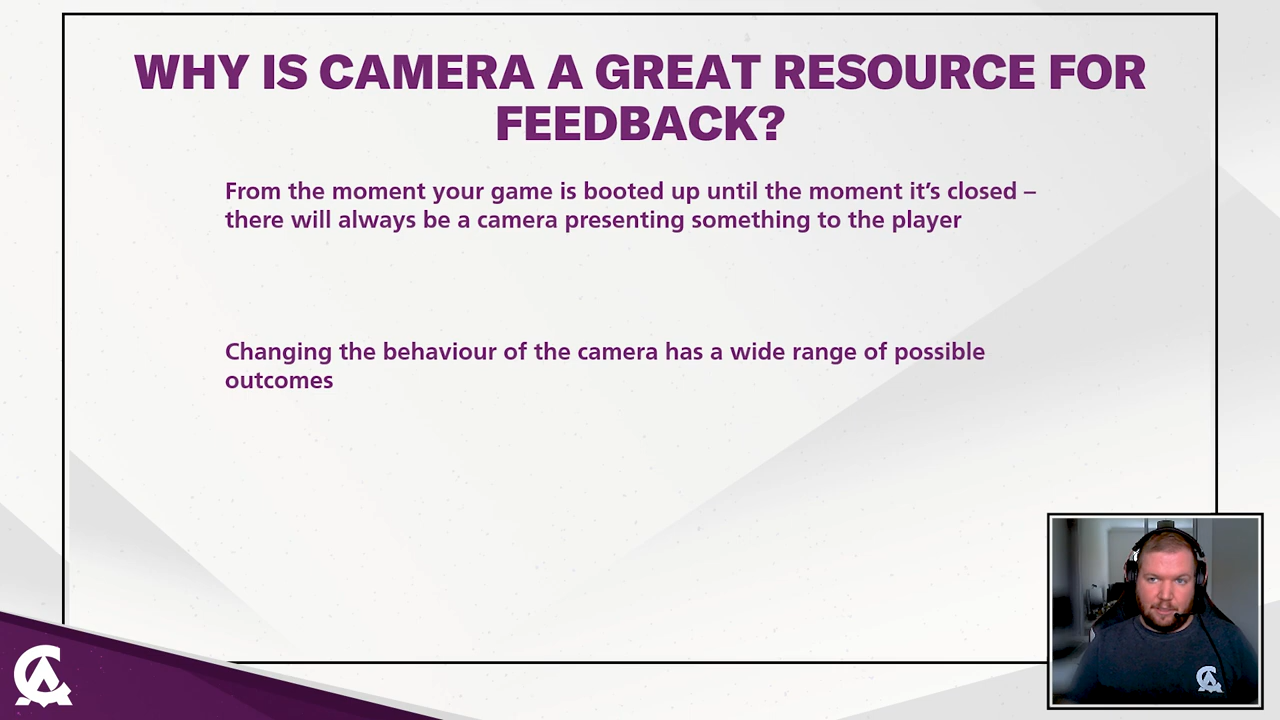 WHY IS CAMERA A GREAT RESOURCE FOR
FEEDBACK?
From the moment your game is booted up until the moment it’s closed –
there will always be a camera presenting something to the player
Changing the behaviour of the camera has a wide range of possible
outcomes